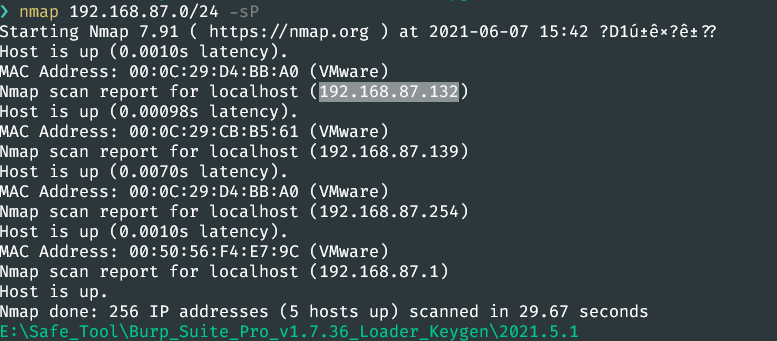 ❯ nmap 192.168.87.0/24 -sP
Starting Nmap 7.91 ( https://nmap.org ) at 2021-06-07 15:42 ?D1ú±ê×?ê±??
Host is up (0.0010s latency).
MAC Address: 00:0C:29:D4:BB:A0 (VMware)
Nmap scan report for localhost (192.168.87.132)
Host is up (0.00098s latency).
MAC Address: 00:0C:29:CB:B5:61 (VMware)
Nmap scan report for localhost (192.168.87.139)
Host is up (0.0070s latency).
MAC Address: 00:0C:29:D4:BB:A0 (VMware)
Nmap scan report for localhost (192.168.87.254)
Host is up (0.0010s latency).
MAC Address: 00:50:56:F4:E7:9C (VMware)
Nmap scan report for localhost (192.168.87.1)
Host is up.
Nmap done: 256 IP addresses (5 hosts up) scanned in 29.67 seconds
E:\Safe_Tool\Burp_Suite_Pro_v1.7.36_Loader_Keygen\2021.5.1